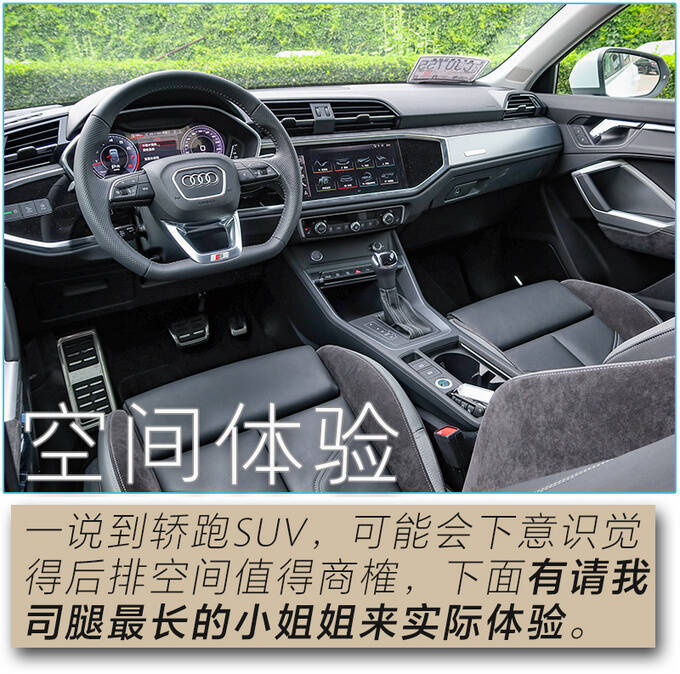 空间体验
一说到轿跑SUV，可能会下意识觉
得后排空间值得商榷，下面有请我
司腿最长的小姐姐来实际体验。